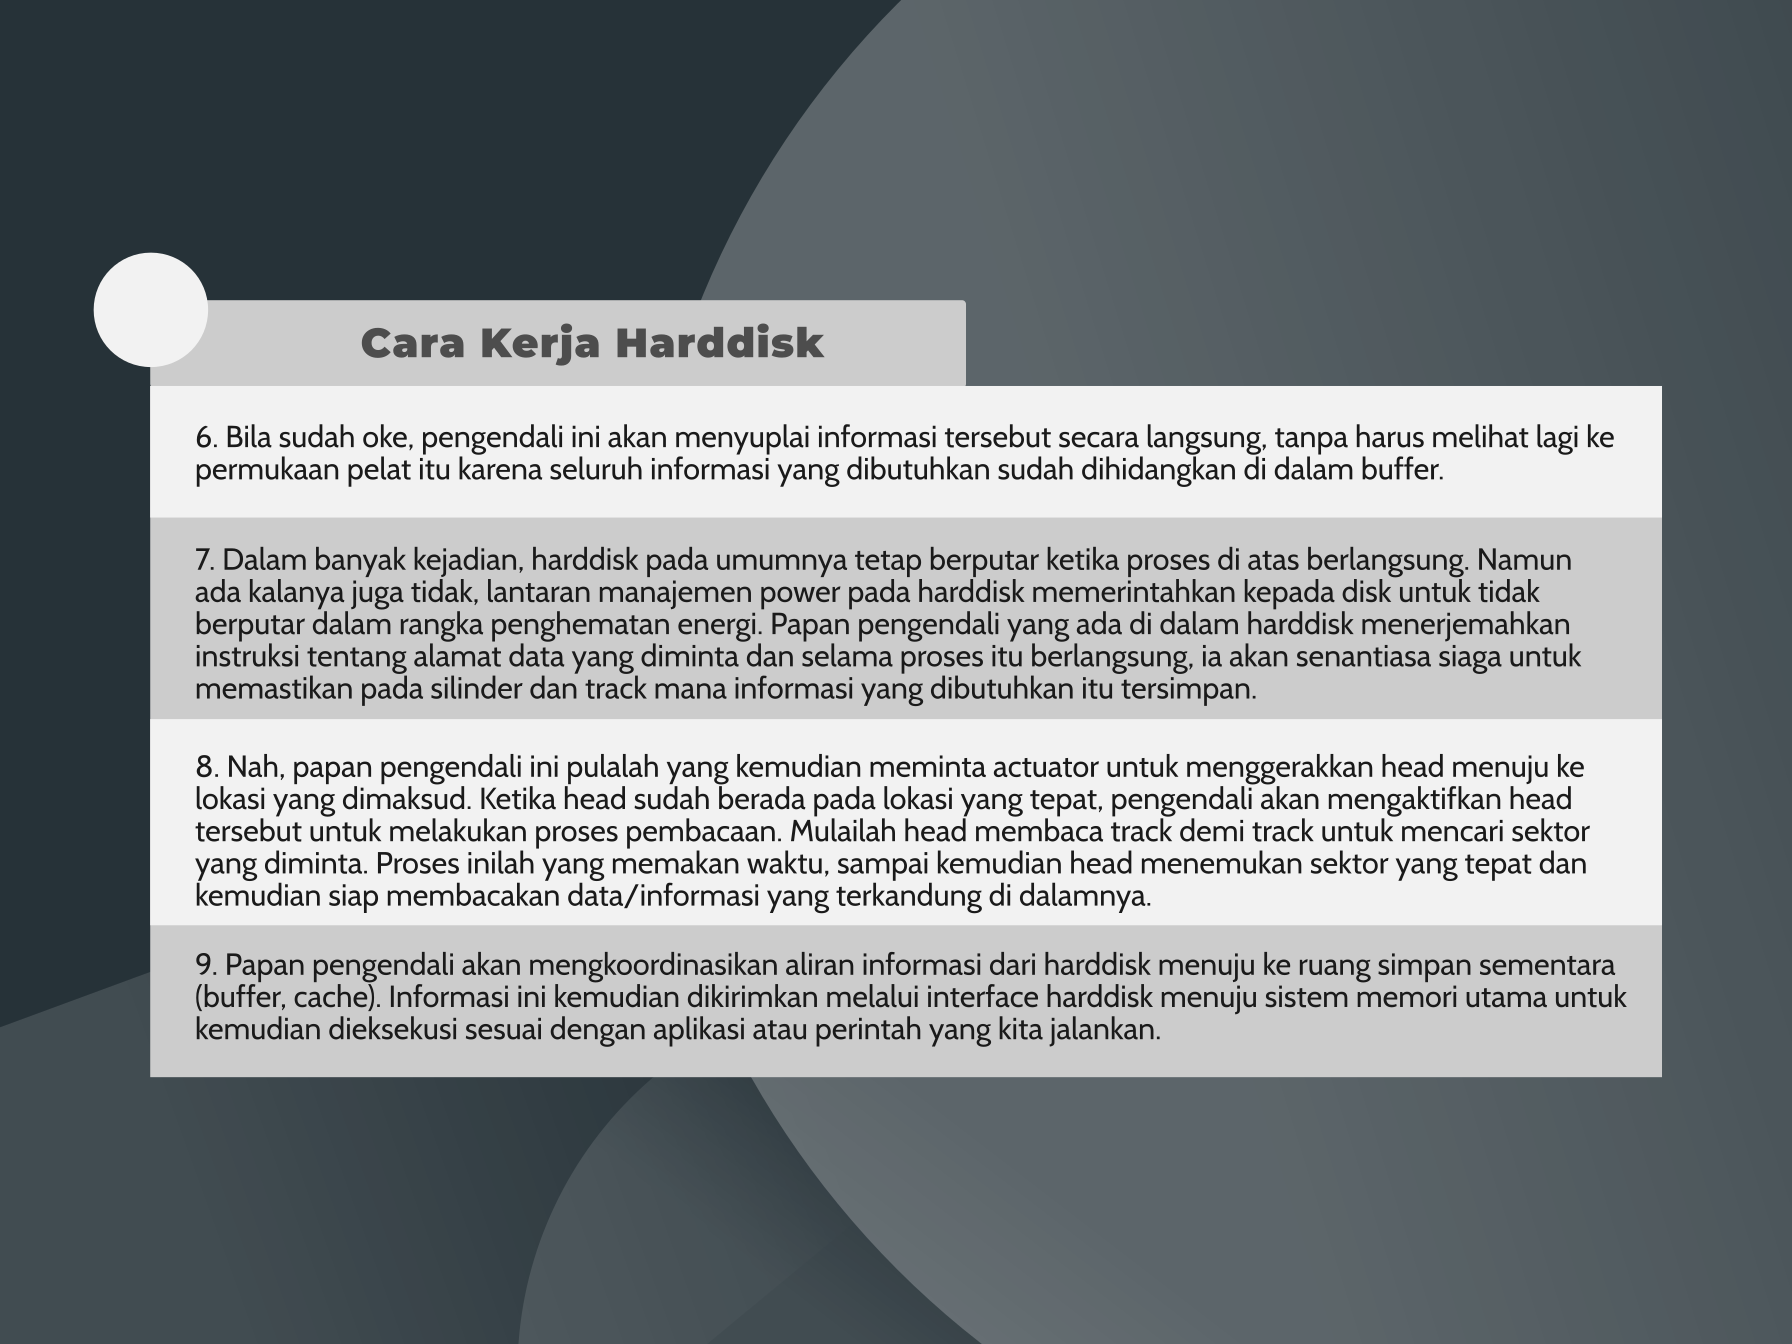 Cara Kerja Harddisk
6. Bila sudah oke, pengendali ini akan menyuplai informasi tersebut secara langsung, tanpa harus melihat lagi ke
permukaan pelat itu karena seluruh informasi yang dibutuhkan sudah dihidangkan di dalam buffer.
7. Dalam banyak kejadian, harddisk pada umumnya tetap berputar ketika proses di atas berlangsung. Namun
ada kalanya juga tidak, lantaran manajemen power pada harddisk memerintahkan kepada disk untuk tidak
berputar dalam rangka penghematan energi. Papan pengendali yang ada di dalam harddisk menerjemahkan
instruksi tentang alamat data yang diminta dan selama proses itu berlangsung, ia akan senantiasa siaga untuk
memastikan pada silinder dan track mana informasi yang dibutuhkan itu tersimpan.
8. Nah, papan pengendali ini pulalah yang kemudian meminta actuator untuk menggerakkan head menuju ke
lokasi yang dimaksud. Ketika head sudah berada pada lokasi yang tepat, pengendali akan mengaktifkan head
tersebut untuk melakukan proses pembacaan. Mulailah head membaca track demi track untuk mencari sektor
yang diminta. Proses inilah yang memakan waktu, sampai kemudian head menemukan sektor yang tepat dan
kemudian siap membacakan data/informasi yang terkandung di dalamnya.
9. Papan pengendali akan mengkoordinasikan aliran informasi dari harddisk menuju ke ruang simpan sementara
(buffer, cache). Informasi ini kemudian dikirimkan melalui interface harddisk menuju sistem memori utama untuk
kemudian dieksekusi sesuai dengan aplikasi atau perintah yang kita jalankan.